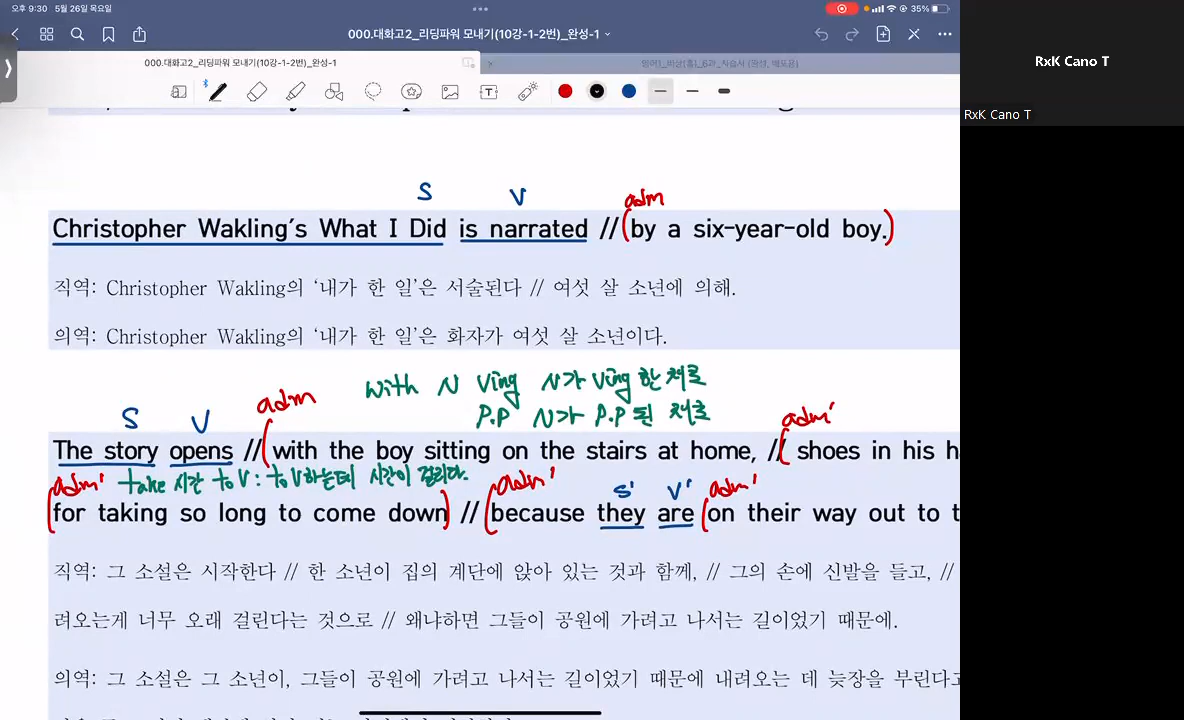 오후 9:30 5월 26일 목요일
35%
000.대화고2_리딩파워 모내기(10강-1-2번)_완성-1
000.대화고2_리딩파워 모내기(10강-1-2번)_완성-1
RxK Cano T
RxK Cano T
S V adm
Christopher Wakling's What I Did is narrated // (by a six-year-old boy.)
직역: Christopher Wakling의 '내가 한 일'은 서술된다 // 여섯 살 소년에 의해.
의역: Christopher Wakling의 '내가 한 일'은 화자가 여섯 살 소년이다.
with N Ving N가 Ving 한 채로
P.P N가 P.P 된 채로
S V adm adm'
The story opens // (with the boy sitting on the stairs at home, // (shoes in his h
adm' take 시간 to V : to V하는데 시간이 걸리다. adm' S' V' adm'
(for taking so long to come down) // (because they are (on their way out to t
직역: 그 소설은 시작한다 // 한 소년이 집의 계단에 앉아 있는 것과 함께, // 그의 손에 신발을 들고, //
려오는게 너무 오래 걸린다는 것으로 // 왜냐하면 그들이 공원에 가려고 나서는 길이었기 때문에.
의역: 그 소설은 그 소년이, 그들이 공원에 가려고 나서는 길이었기 때문에 내려오는 데 늦장을 부린다고